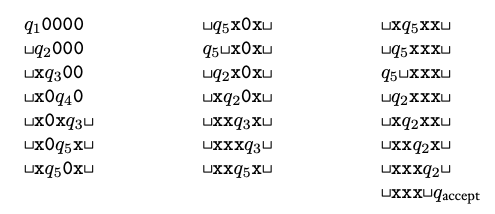 q₁0000
␣q₂000
␣xq₃00
␣x0q₄0
␣x0xq₃␣
␣x0q₅x␣
␣xq₅0x␣
␣q₅x0x␣
q₅␣x0x␣
␣q₂x0x␣
␣xq₂0x␣
␣xxq₃x␣
␣xxxq₃␣
␣xxq₅x␣
␣xq₅xx␣
␣q₅xxx␣
q₅␣xxx␣
␣q₂xxx␣
␣xq₂xx␣
␣xxq₂x␣
␣xxxq₂␣
␣xxx␣q_accept